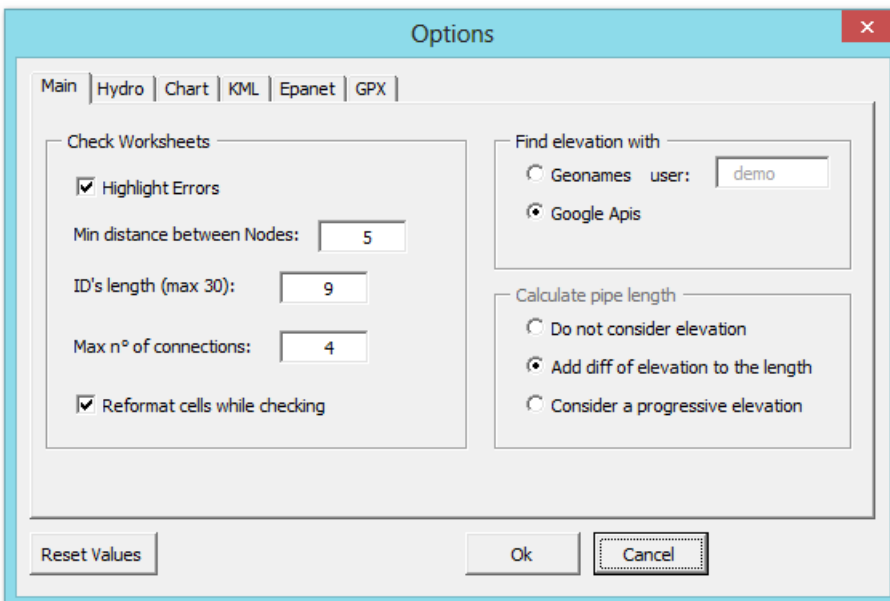 Options
Main
Hydro
Chart
KML
Epanet
GPX
Check Worksheets
Highlight Errors
Min distance between Nodes: 5
ID's length (max 30): 9
Max n° of connections: 4
Reformat cells while checking
Find elevation with
Geonames user: demo
Google Apis
Calculate pipe length
Do not consider elevation
Add diff of elevation to the length
Consider a progressive elevation
Reset Values
Ok
Cancel